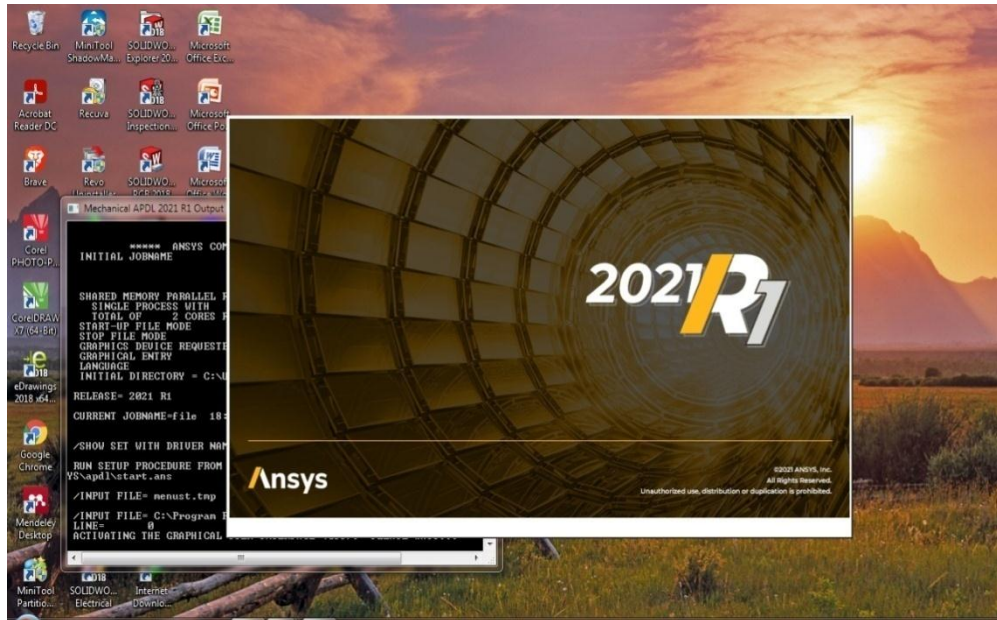 Recycle Bin
MiniTool
ShadowMa...
SOLIDWO...
Explorer 20...
Microsoft
Office Exc...
Acrobat
Reader DC
Recuva
SOLIDWO...
Inspection...
Microsoft
Office Po
Brave
Revo
SOLIDWO...
Microsof
Corel
PHOTO-P...
CorelDRAW
X7 (64-Bit)
eDrawings
2018 x64...
Google
Chrome
Mendeley
Desktop
MiniTool
Partitio...
SOLIDWO...
Electrical
Internet
Downlo...
Mechanical APDL 2021 R1 Output
***** ANSYS COM
INITIAL JOBNAME
SHARED MEMORY PARALLEL
SINGLE PROCESS WITH
TOTAL OF 2 CORES
START-UP FILE MODE
STOP FILE MODE
GRAPHICS DEVICE REQUESTE
GRAPHICAL ENTRY
LANGUAGE
INITIAL DIRECTORY = C:\U
RELEASE= 2021 R1
CURRENT JOBNAME=file 18:
/SHOW SET WITH DRIVER NAM
RUN SETUP PROCEDURE FROM
YS\apdl\start.ans
/INPUT FILE= menust.tmp
/INPUT FILE= C:\Program F
LINE= 0
ACTIVATING THE GRAPHICAL
2021 R1
Ansys
©2021 ANSYS, Inc.
All Rights Reserved.
Unauthorized use, distribution or duplication is prohibited.